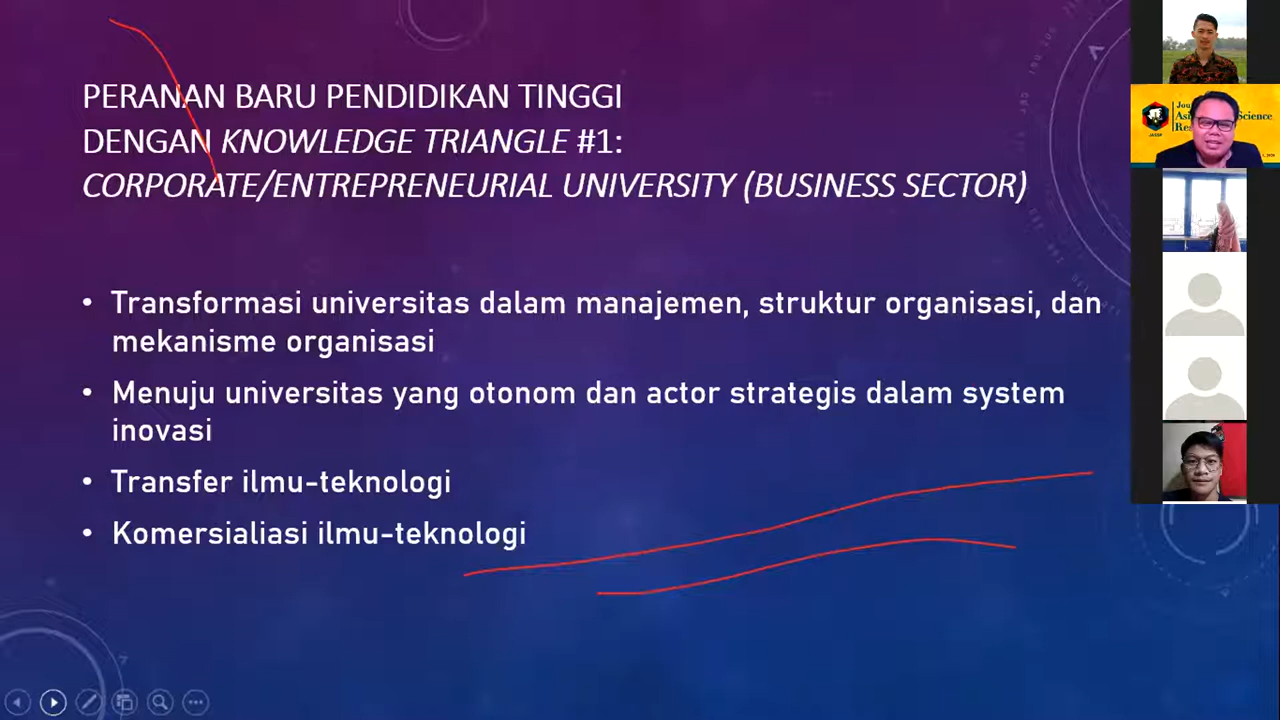 PERANAN BARU PENDIDIKAN TINGGI
DENGAN KNOWLEDGE TRIANGLE #1:
CORPORATE/ENTREPRENEURIAL UNIVERSITY (BUSINESS SECTOR)
• Transformasi universitas dalam manajemen, struktur organisasi, dan
mekanisme organisasi
• Menuju universitas yang otonom dan actor strategis dalam system
inovasi
• Transfer ilmu-teknologi
• Komersialiasi ilmu-teknologi